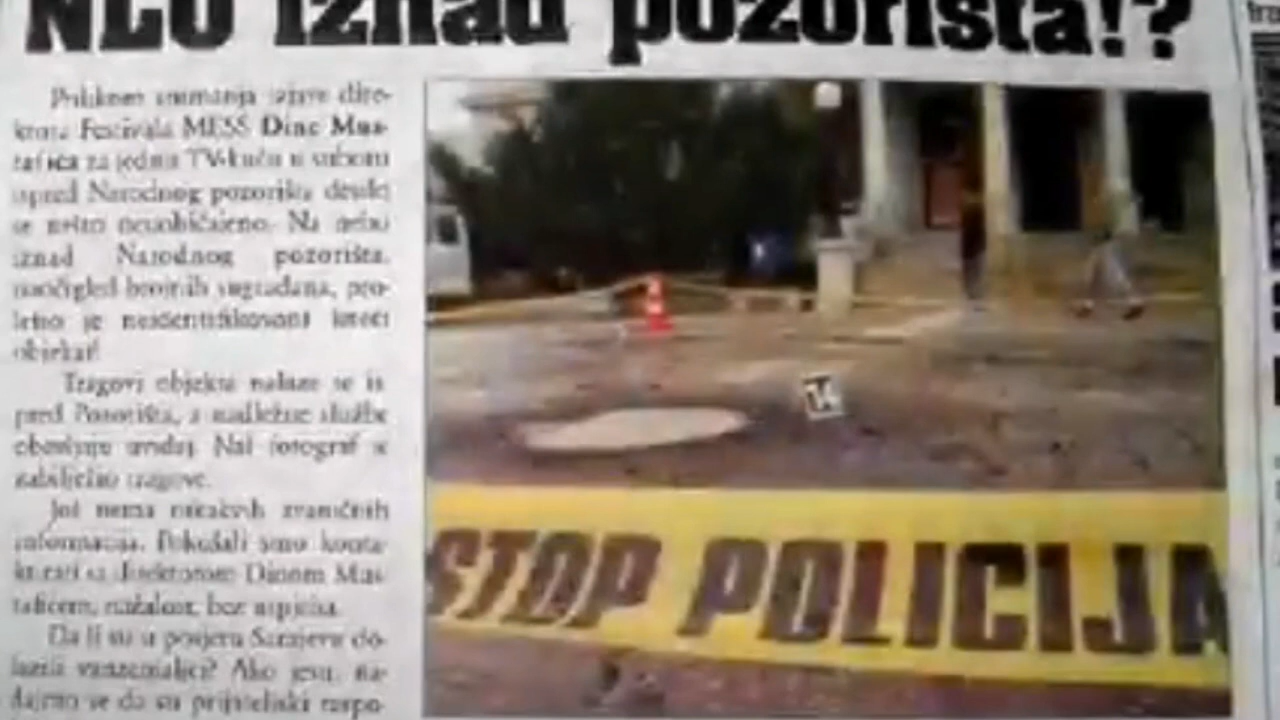 NLO iznad pozorišta!?
Prilikom snimanja izjave dire-
ktora Festivala MESS Dine Mus-
tafića za jednu TV-kuću u subotu
ispred Narodnog pozorišta desilo
se nešto neuobičajeno. Na nebu
iznad Narodnog pozorišta,
naočigled brojnih sugrađana, pro-
letio je neidentifikovani leteći
objekat!
Tragovi objekta nalaze se is-
pred Pozorišta, a nadležne službe
obavljaju uviđaj. Naš fotograf je
zabilježio tragove.
Još nema nikakvih zvaničnih
informacija. Pokušali smo konta-
ktirati sa direktorom Dinom Mus-
tafićem, nažalost, bez uspjeha.
Da li su u posjetu Sarajevu do-
lazili vanzemaljci? Ako jesu, na-
dajmo se da su prijateljski raspo-
14
STOP POLICIJA